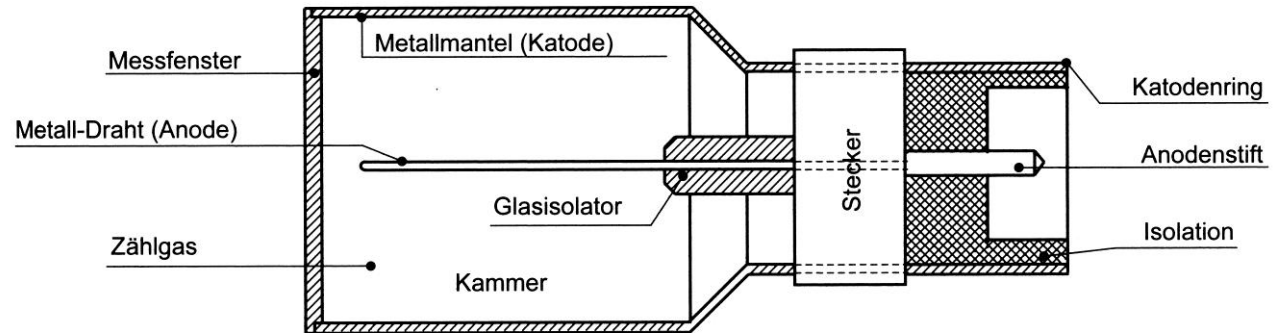 Messfenster
Metallmantel (Katode)
Metall-Draht (Anode)
Glasisolator
Zählgas
Kammer
Stecker
Katodenring
Anodenstift
Isolation